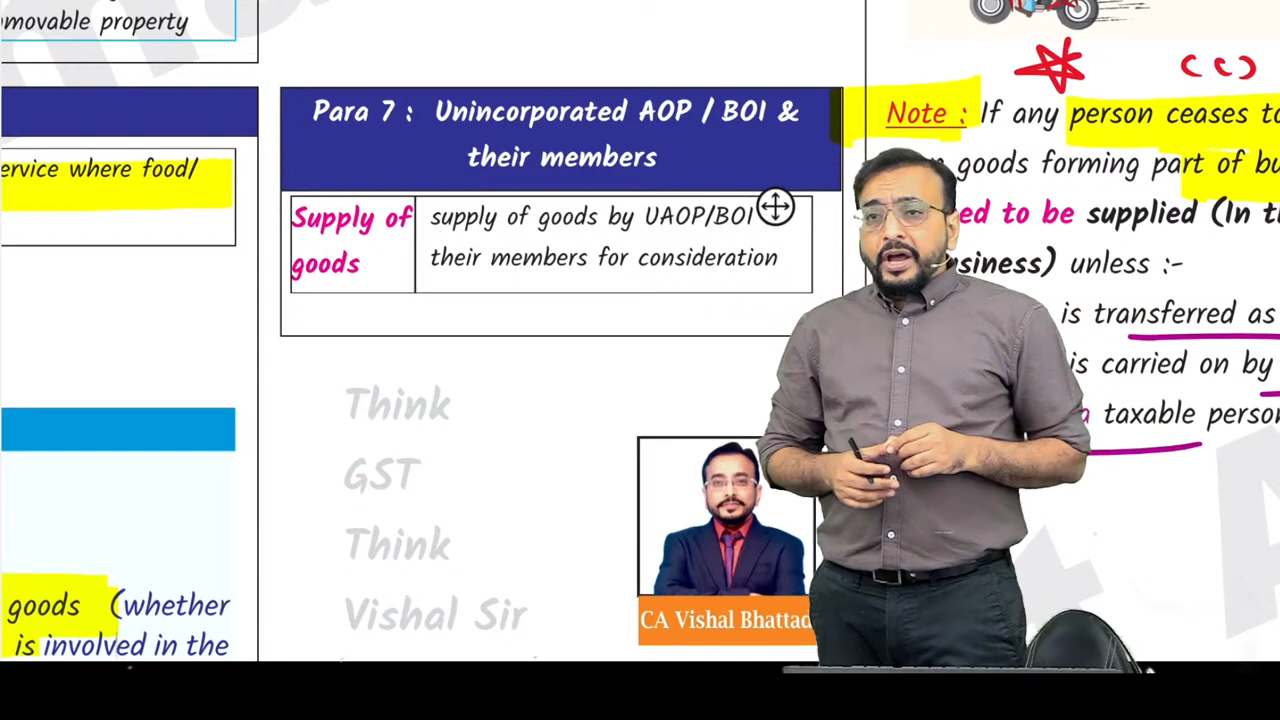 movable property
ervice where food/
goods (whether
is involved in the
Para 7 : Unincorporated AOP / BOI &
their members
Supply of
goods
supply of goods by UAOP/BOI
their members for consideration
Think
GST
Think
Vishal Sir
CA Vishal Bhattad
Note : If any person ceases to
goods forming part of bu
ed to be supplied (In th
siness) unless :-
is transferred as
is carried on by
a taxable person